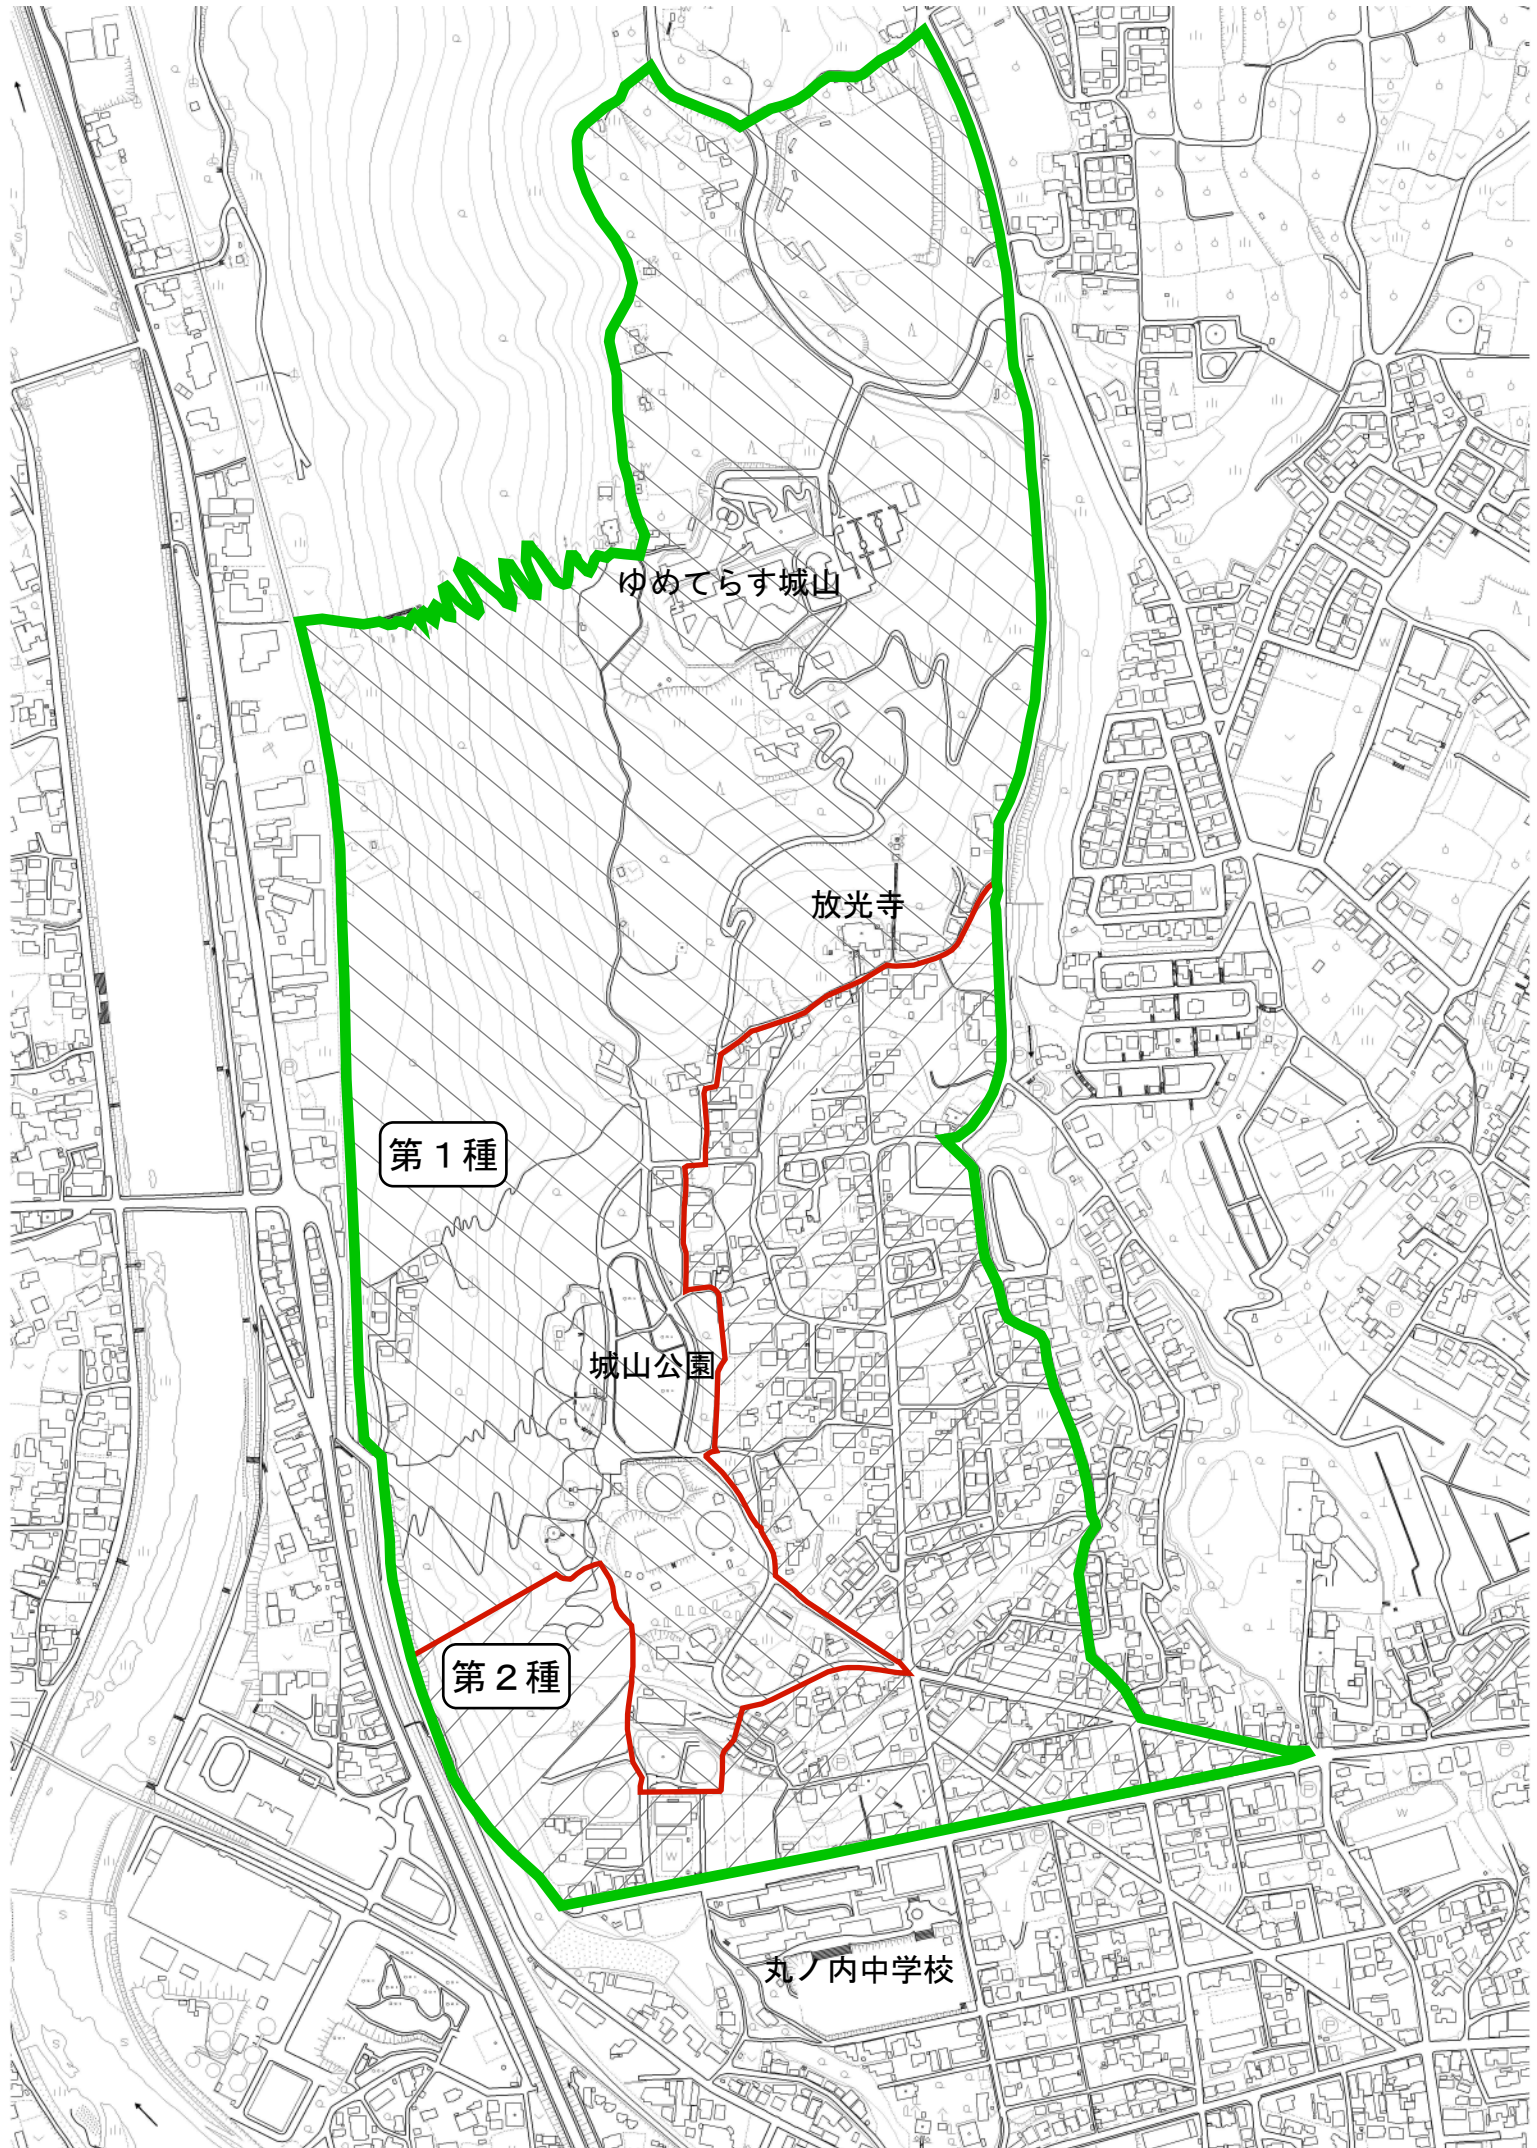 ゆめてらす城山
放光寺
第1種
城山公園
第2種
丸ノ内中学校